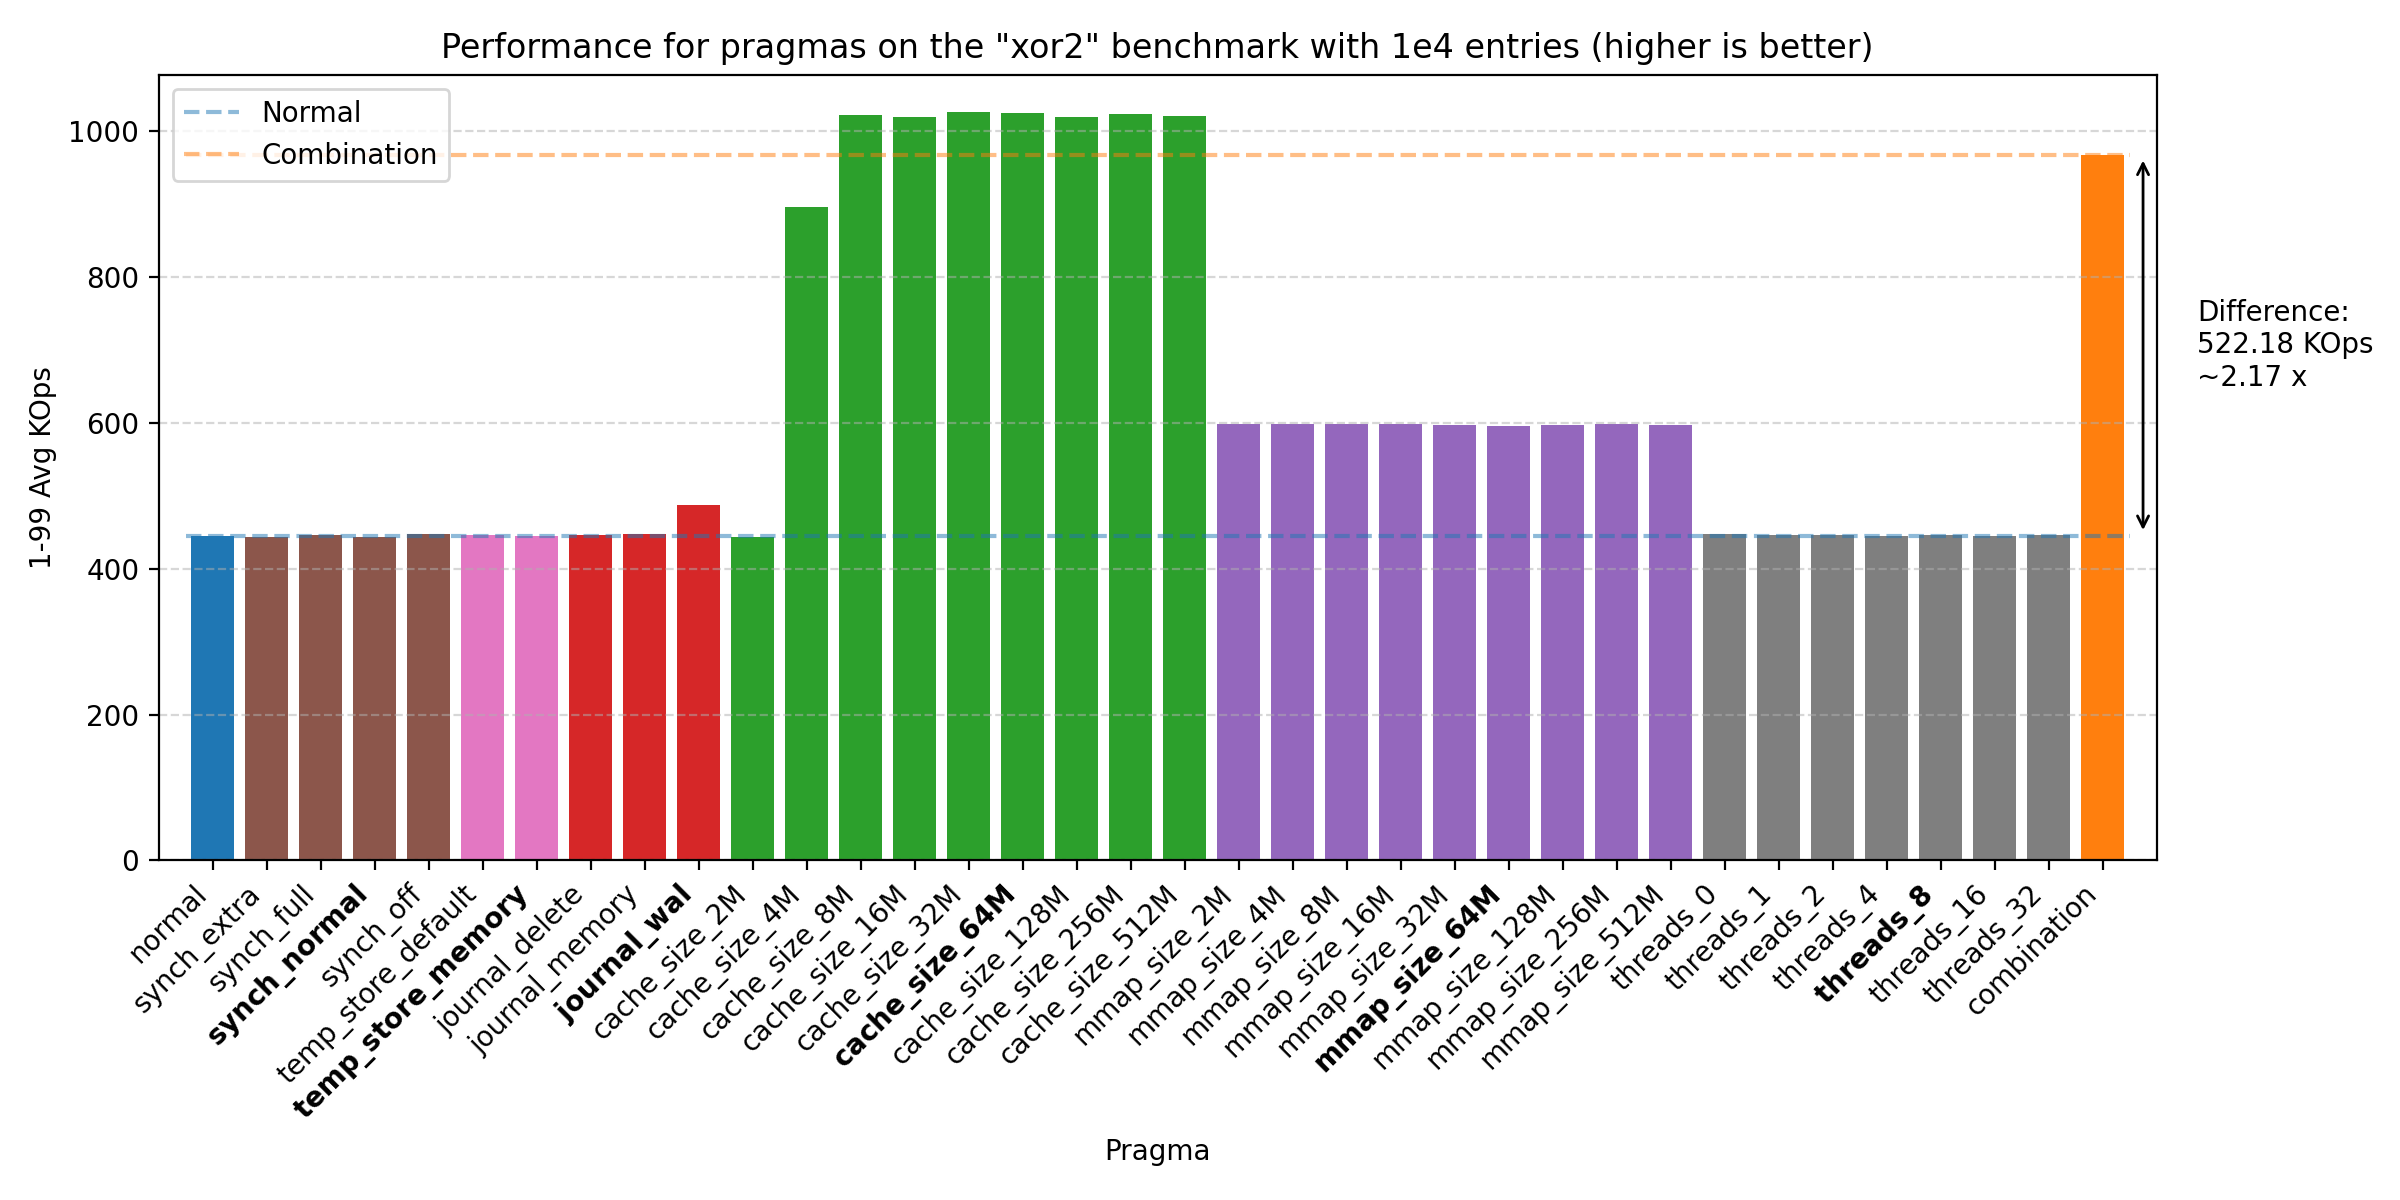 Performance for pragmas on the "xor2" benchmark with 1e4 entries (higher is better)
Normal
Combination
1000
800
600
400
200
0
1-99 Avg KOps
Difference:
522.18 KOps
~2.17 x
normal
synch_extra
synch_full
synch_normal
synch_off
temp_store_default
temp_store_memory
journal_delete
journal_memory
journal_wal
cache_size_2M
cache_size_4M
cache_size_8M
cache_size_16M
cache_size_32M
cache_size_64M
cache_size_128M
cache_size_256M
cache_size_512M
mmap_size_2M
mmap_size_4M
mmap_size_8M
mmap_size_16M
mmap_size_32M
mmap_size_64M
mmap_size_128M
mmap_size_256M
mmap_size_512M
threads_0
threads_1
threads_2
threads_4
threads_8
threads_16
threads_32
combination
Pragma